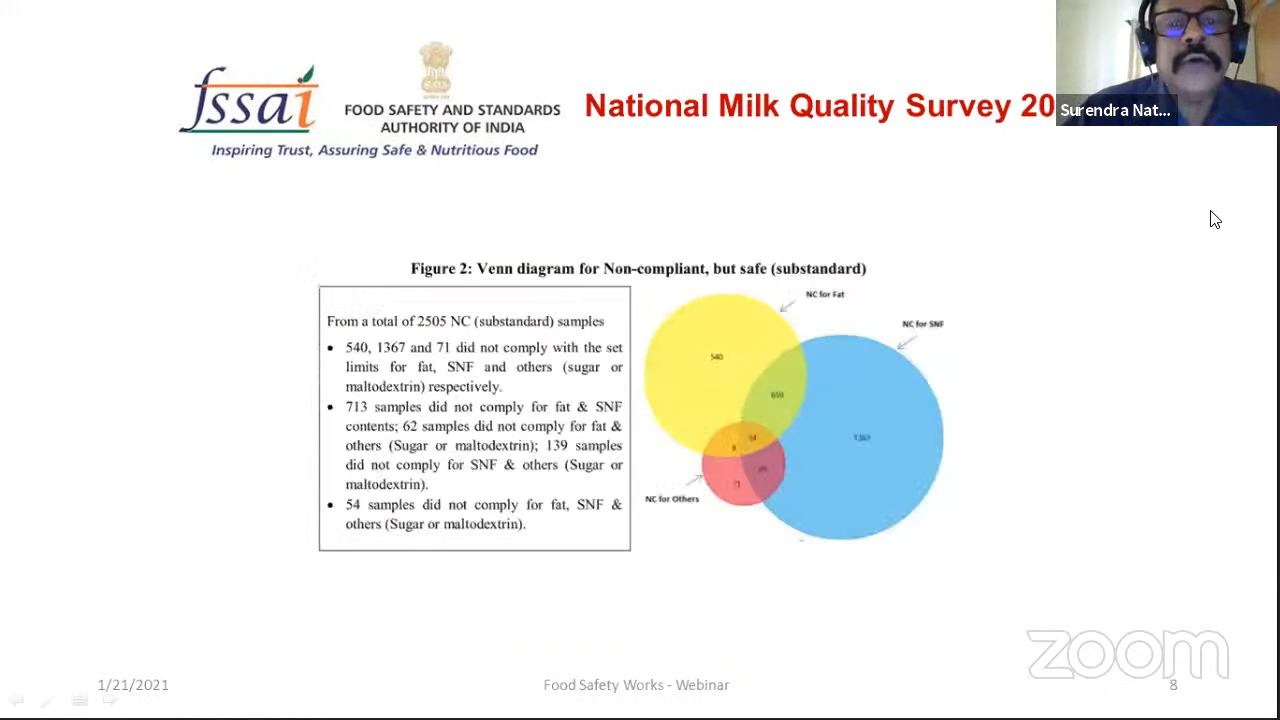 fssai
FOOD SAFETY AND STANDARDS
AUTHORITY OF INDIA
Inspiring Trust, Assuring Safe & Nutritious Food
National Milk Quality Survey 20
Surendra Nat...
Figure 2: Venn diagram for Non-compliant, but safe (substandard)
From a total of 2505 NC (substandard) samples
• 540, 1367 and 71 did not comply with the set
limits for fat, SNF and others (sugar or
maltodextrin) respectively.
• 713 samples did not comply for fat & SNF
contents; 62 samples did not comply for fat &
others (Sugar or maltodextrin); 139 samples
did not comply for SNF & others (Sugar or
maltodextrin).
• 54 samples did not comply for fat, SNF &
others (Sugar or maltodextrin).
NC for Fat
NC for SNF
540
659
1,367
54
8
71
NC for Others
zoom
1/21/2021
Food Safety Works - Webinar
8